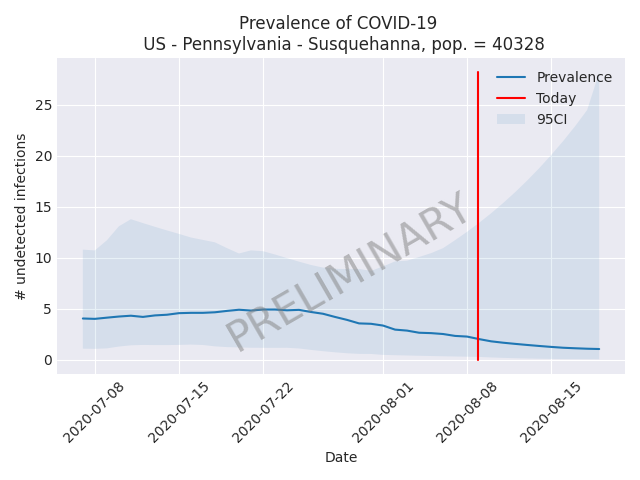 Prevalence of COVID-19
US - Pennsylvania - Susquehanna, pop. = 40328
# undetected infections
25
20
15
10
5
0
Prevalence
Today
95CI
PRELIMINARY
2020-07-08
2020-07-15
2020-07-22
2020-08-01
2020-08-08
2020-08-15
Date